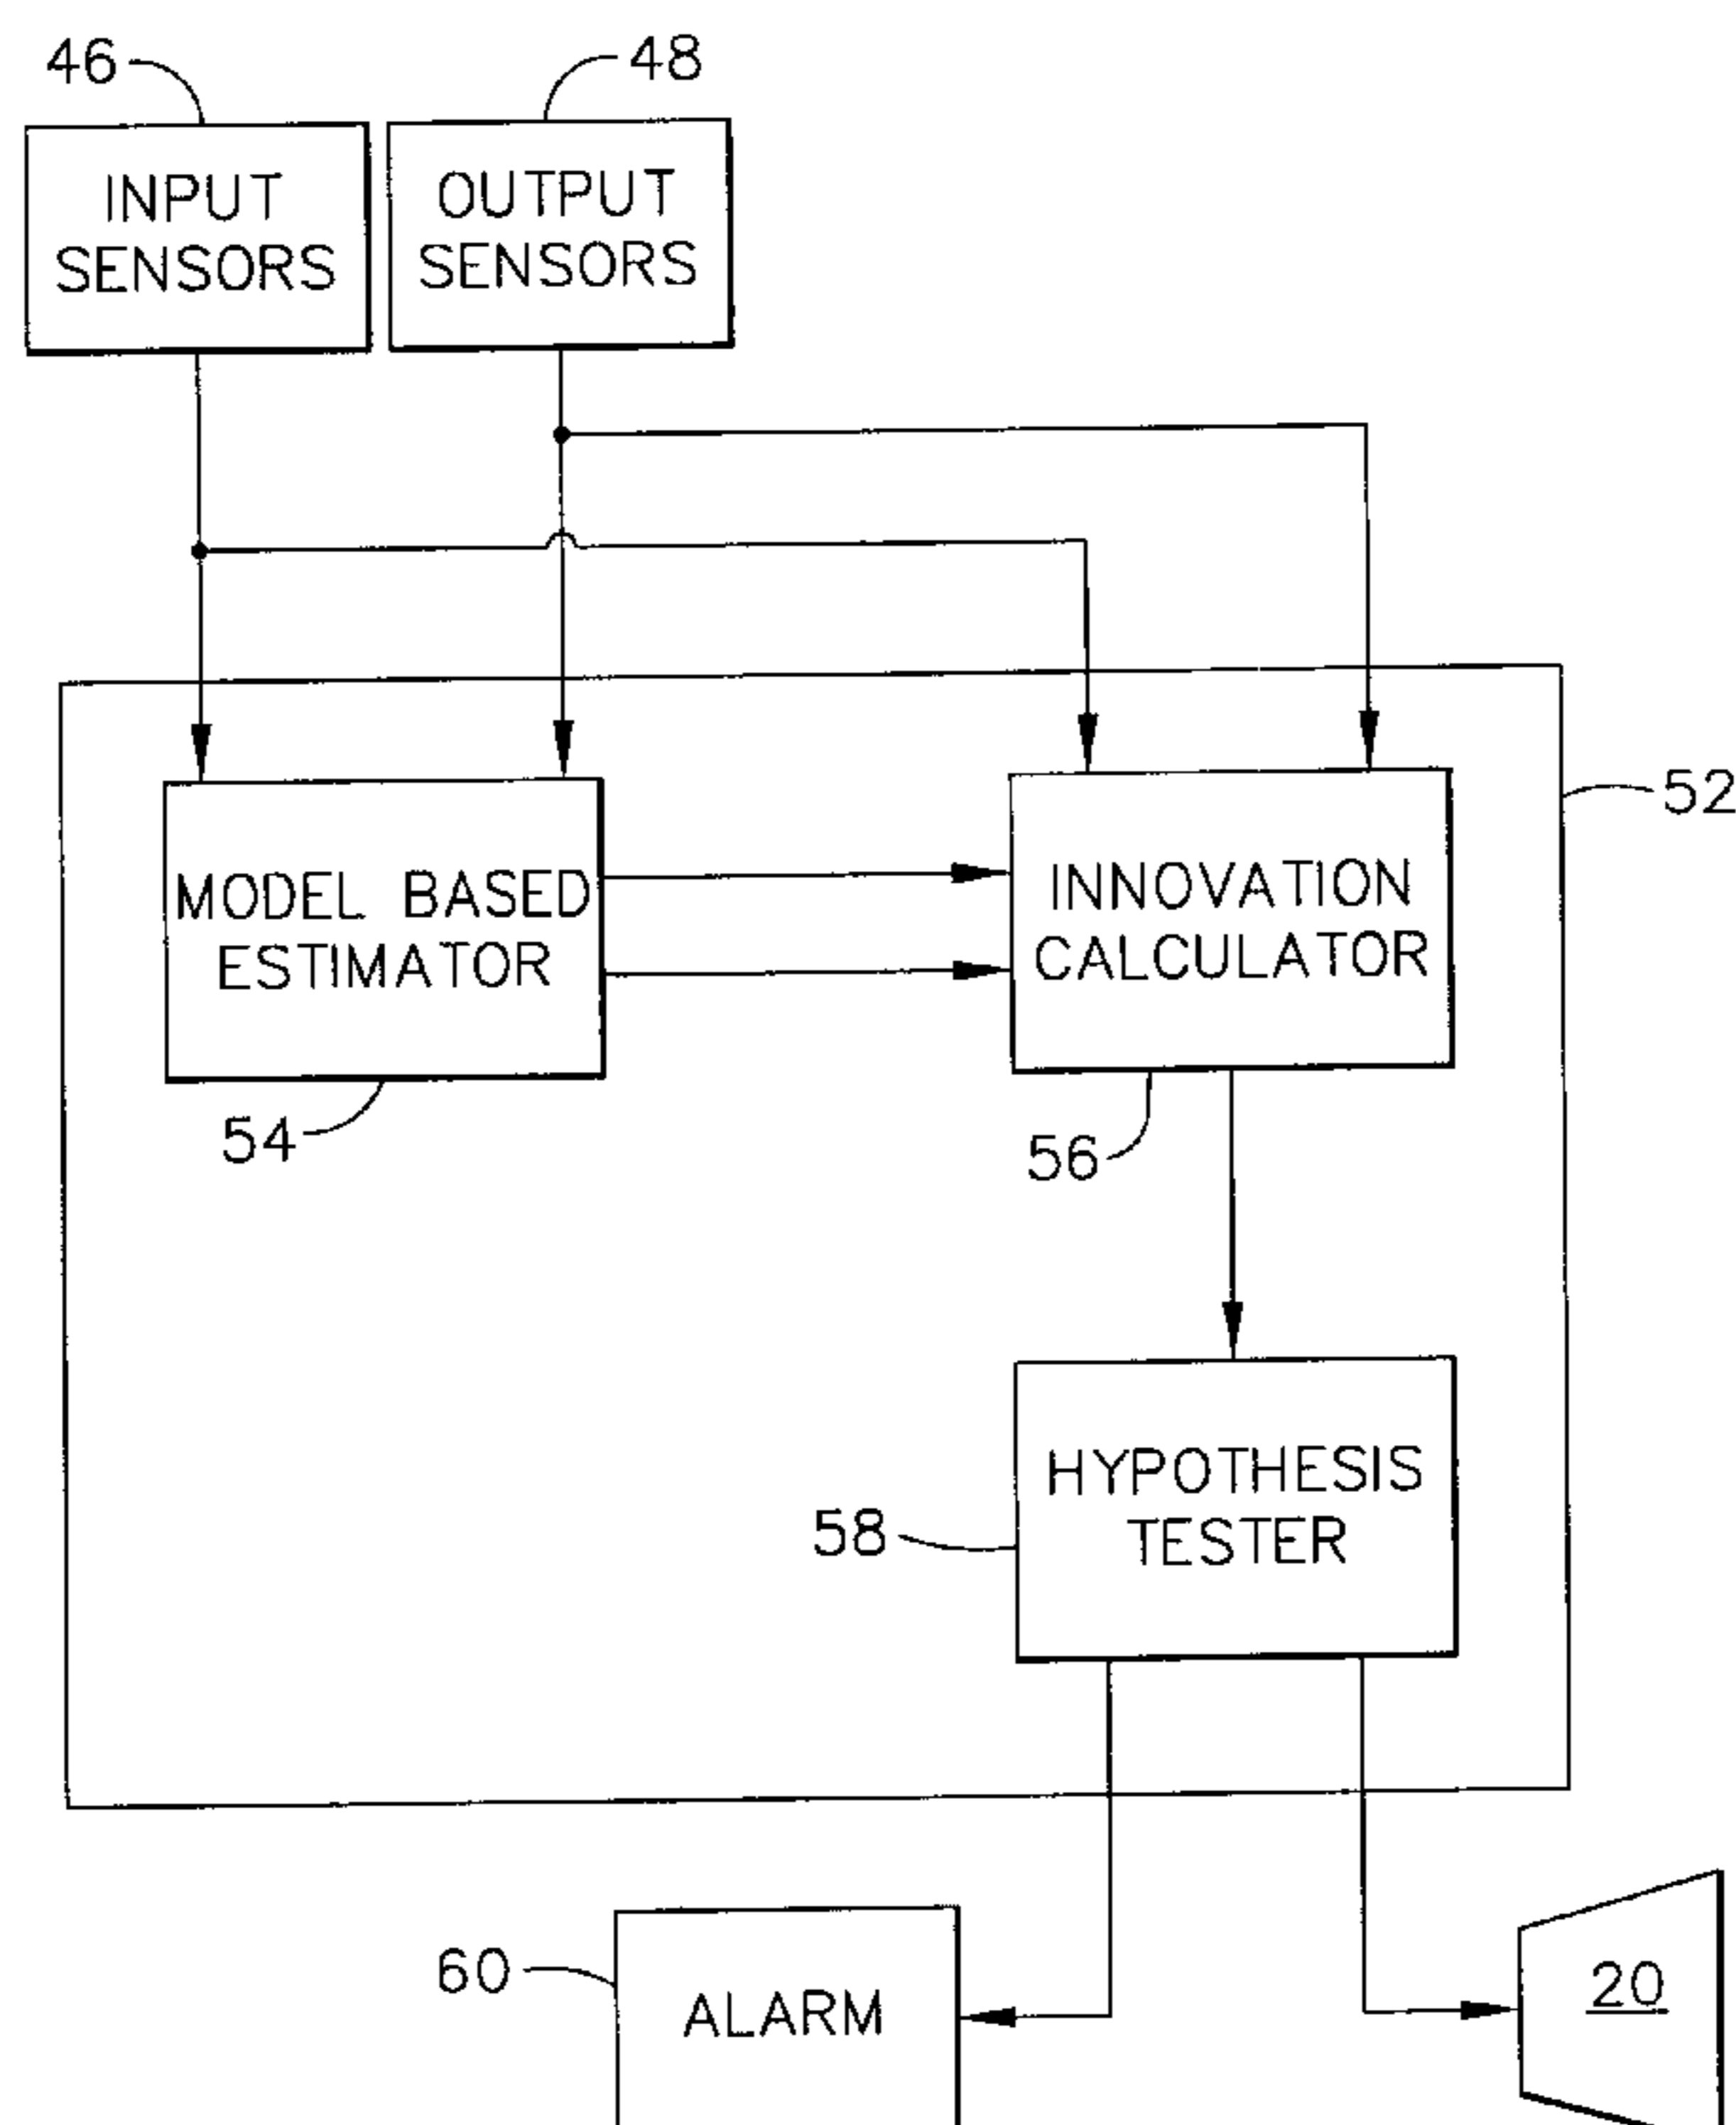 46
48
INPUT
SENSORS
OUTPUT
SENSORS
52
MODEL BASED
ESTIMATOR
INNOVATION
CALCULATOR
54
56
HYPOTHESIS
TESTER
58
60
ALARM
20